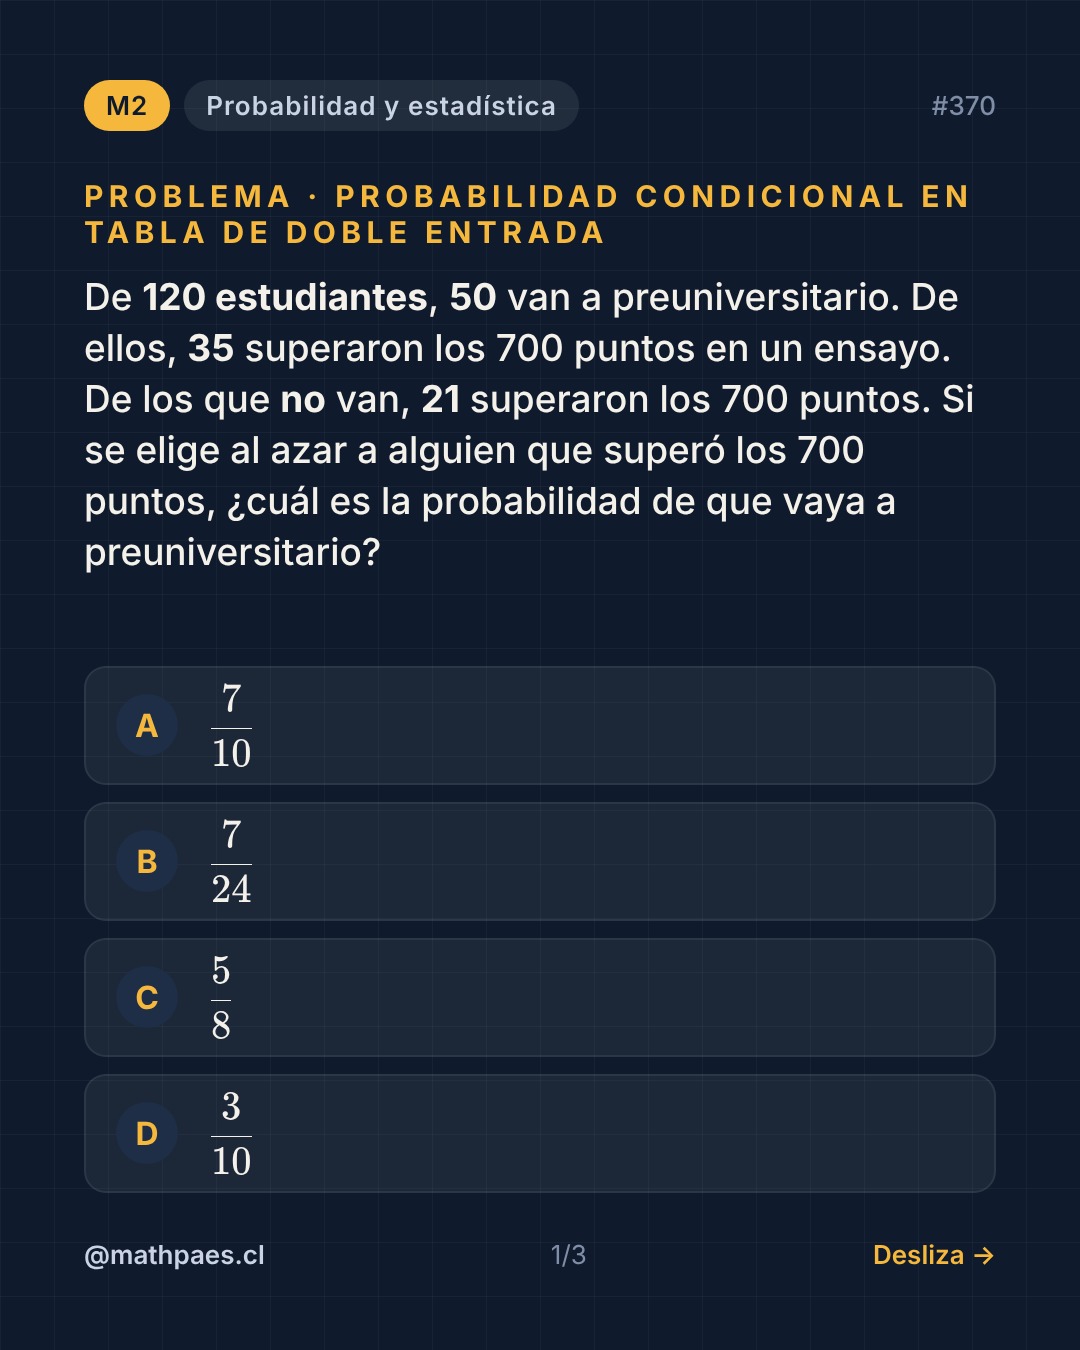 M2 Probabilidad y estadística #370
PROBLEMA · PROBABILIDAD CONDICIONAL EN
TABLA DE DOBLE ENTRADA
De 120 estudiantes, 50 van a preuniversitario. De
ellos, 35 superaron los 700 puntos en un ensayo.
De los que no van, 21 superaron los 700 puntos. Si
se elige al azar a alguien que superó los 700
puntos, ¿cuál es la probabilidad de que vaya a
preuniversitario?
A 7/10
B 7/24
C 5/8
D 3/10
@mathpaes.cl 1/3 Desliza →